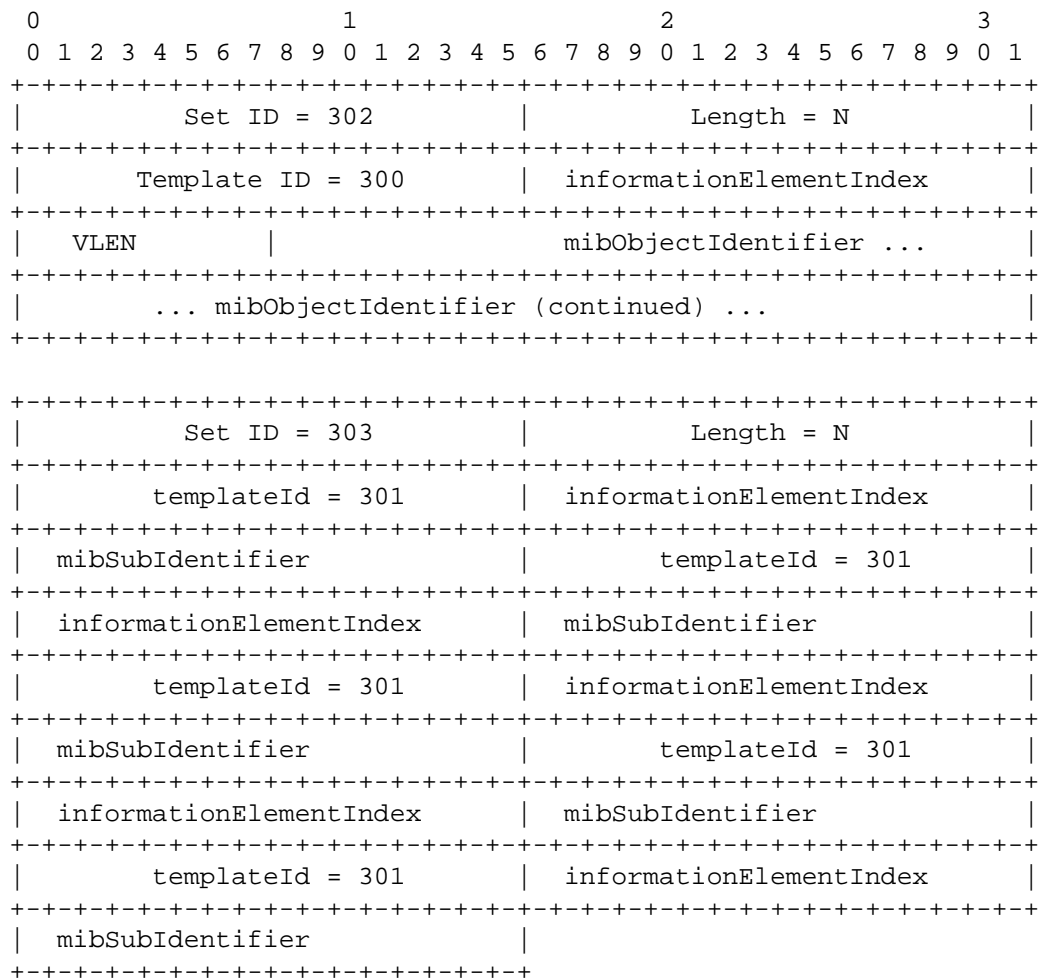 0                   1                   2                   3
 0 1 2 3 4 5 6 7 8 9 0 1 2 3 4 5 6 7 8 9 0 1 2 3 4 5 6 7 8 9 0 1
+-+-+-+-+-+-+-+-+-+-+-+-+-+-+-+-+-+-+-+-+-+-+-+-+-+-+-+-+-+-+-+-+
|          Set ID = 302         |          Length = N           |
+-+-+-+-+-+-+-+-+-+-+-+-+-+-+-+-+-+-+-+-+-+-+-+-+-+-+-+-+-+-+-+-+
|       Template ID = 300       |  informationElementIndex      |
+-+-+-+-+-+-+-+-+-+-+-+-+-+-+-+-+-+-+-+-+-+-+-+-+-+-+-+-+-+-+-+-+
|   VLEN        |                  mibObjectIdentifier ...      |
+-+-+-+-+-+-+-+-+-+-+-+-+-+-+-+-+-+-+-+-+-+-+-+-+-+-+-+-+-+-+-+-+
|        ... mibObjectIdentifier (continued) ...                |
+-+-+-+-+-+-+-+-+-+-+-+-+-+-+-+-+-+-+-+-+-+-+-+-+-+-+-+-+-+-+-+-+

+-+-+-+-+-+-+-+-+-+-+-+-+-+-+-+-+-+-+-+-+-+-+-+-+-+-+-+-+-+-+-+-+
|          Set ID = 303         |          Length = N           |
+-+-+-+-+-+-+-+-+-+-+-+-+-+-+-+-+-+-+-+-+-+-+-+-+-+-+-+-+-+-+-+-+
|        templateId = 301       |  informationElementIndex      |
+-+-+-+-+-+-+-+-+-+-+-+-+-+-+-+-+-+-+-+-+-+-+-+-+-+-+-+-+-+-+-+-+
|  mibSubIdentifier             |        templateId = 301       |
+-+-+-+-+-+-+-+-+-+-+-+-+-+-+-+-+-+-+-+-+-+-+-+-+-+-+-+-+-+-+-+-+
|  informationElementIndex      |  mibSubIdentifier             |
+-+-+-+-+-+-+-+-+-+-+-+-+-+-+-+-+-+-+-+-+-+-+-+-+-+-+-+-+-+-+-+-+
|        templateId = 301       |  informationElementIndex      |
+-+-+-+-+-+-+-+-+-+-+-+-+-+-+-+-+-+-+-+-+-+-+-+-+-+-+-+-+-+-+-+-+
|  mibSubIdentifier             |        templateId = 301       |
+-+-+-+-+-+-+-+-+-+-+-+-+-+-+-+-+-+-+-+-+-+-+-+-+-+-+-+-+-+-+-+-+
|  informationElementIndex      |  mibSubIdentifier             |
+-+-+-+-+-+-+-+-+-+-+-+-+-+-+-+-+-+-+-+-+-+-+-+-+-+-+-+-+-+-+-+-+
|        templateId = 301       |  informationElementIndex      |
+-+-+-+-+-+-+-+-+-+-+-+-+-+-+-+-+-+-+-+-+-+-+-+-+-+-+-+-+-+-+-+-+
|  mibSubIdentifier             |
+-+-+-+-+-+-+-+-+-+-+-+-+-+-+-+-+